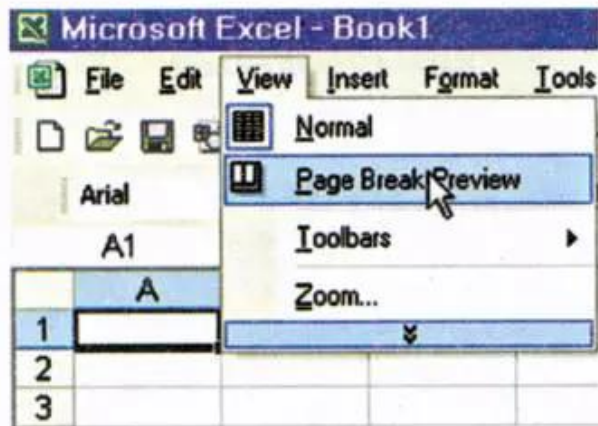 Microsoft Excel - Book1
File Edit View Insert Format Tools
Normal
Page Break Preview
Arial
Toolbars
A1
Zoom...
A
1
2
3